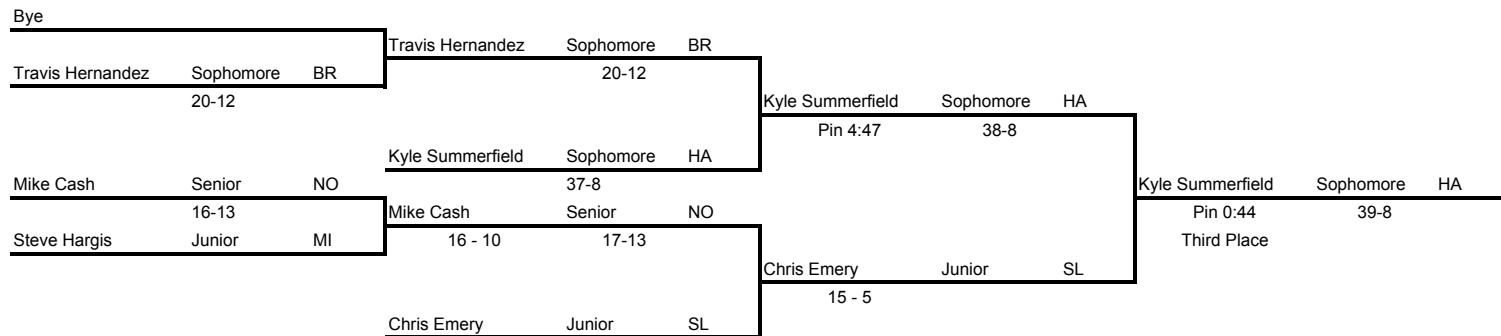 Bye
Travis Hernandez Sophomore BR
Travis Hernandez Sophomore BR
20-12
20-12
Kyle Summerfield Sophomore HA
Pin 4:47 38-8
Kyle Summerfield Sophomore HA
Mike Cash Senior NO
37-8
Kyle Summerfield Sophomore HA
16-13
Mike Cash Senior NO
Pin 0:44 39-8
Steve Hargis Junior MI
16 - 10 17-13
Third Place
Chris Emery Junior SL
15 - 5
Chris Emery Junior SL